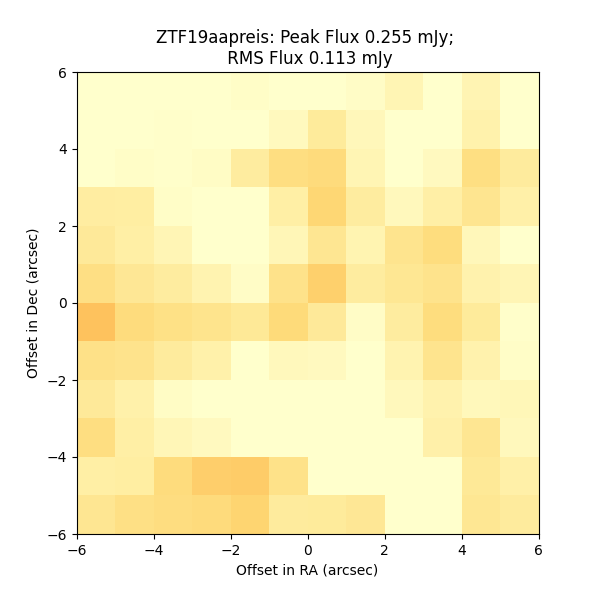 ZTF19aapreis: Peak Flux 0.255 mJy;
RMS Flux 0.113 mJy
6
4
2
0
−2
−4
−6
Offset in Dec (arcsec)
−6 −4 −2 0 2 4 6
Offset in RA (arcsec)